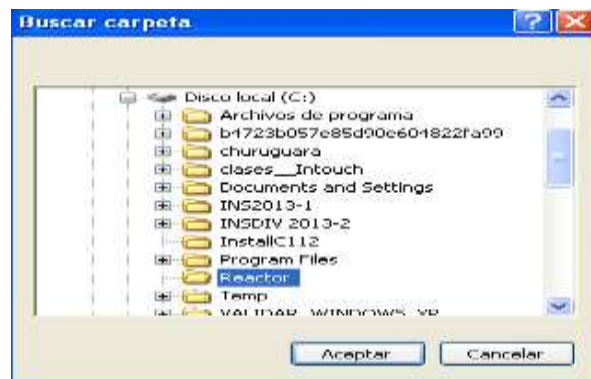 Buscar carpeta
Disco local (C:)
Archivos de programa
b4723b057e85d90e604822fa99
churuguara
clases__Intouch
Documents and Settings
INS2013-1
INSDIV 2013-2
InstallC112
Program Files
Reactor
Temp
VALIDAR_WINDOWS_XP
Aceptar
Cancelar